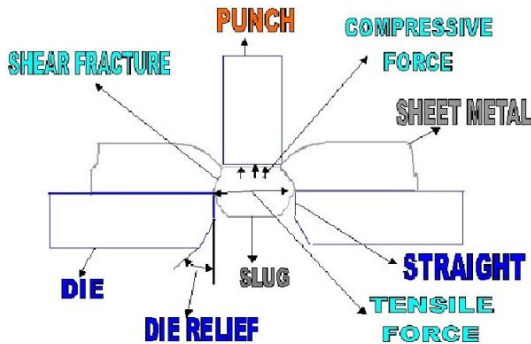 PUNCH
COMPRESSIVE
FORCE
SHEAR FRACTURE
SHEET METAL
STRAIGHT
SLUG
DIE
TENSILE
FORCE
DIE RELIEF